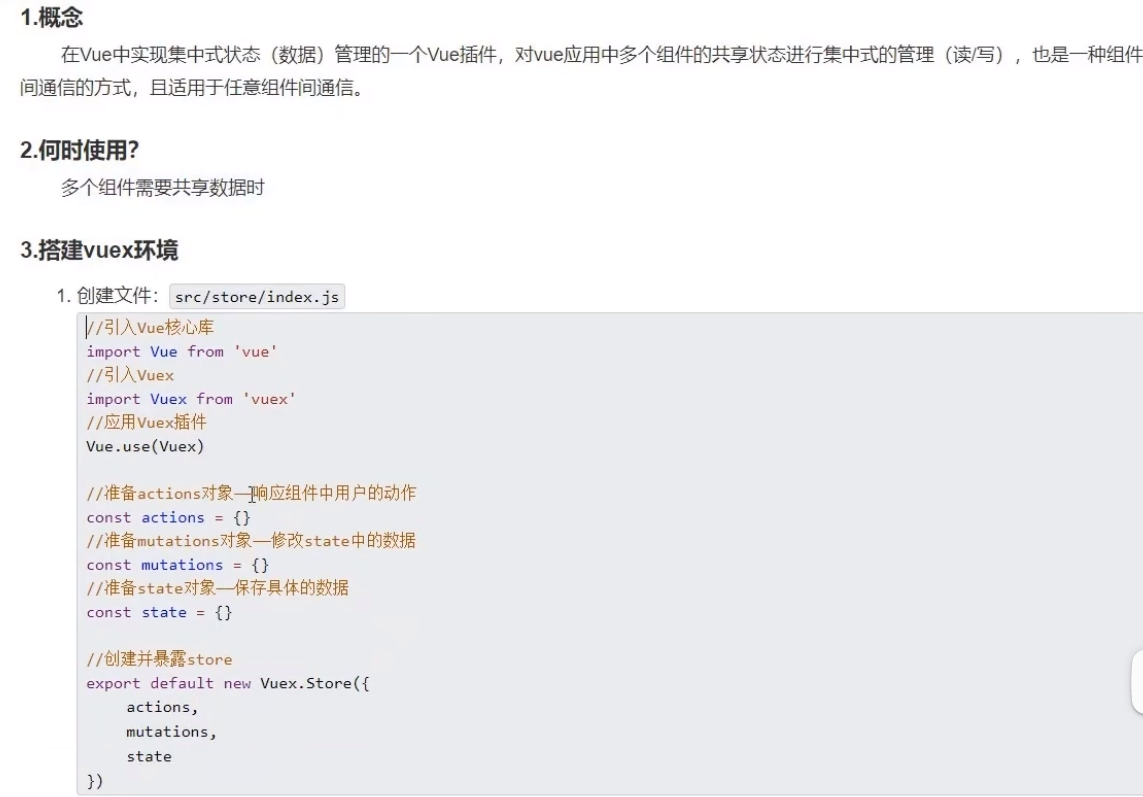 1.概念
在Vue中实现集中式状态（数据）管理的一个Vue插件，对vue应用中多个组件的共享状态进行集中式的管理（读/写），也是一种组件
间通信的方式，且适用于任意组件间通信。
2.何时使用？
多个组件需要共享数据时
3.搭建vuex环境
1. 创建文件：src/store/index.js
//引入Vue核心库
import Vue from 'vue'
//引入Vuex
import Vuex from 'vuex'
//应用Vuex插件
Vue.use(Vuex)
//准备actions对象——响应组件中用户的动作
const actions = {}
//准备mutations对象——修改state中的数据
const mutations = {}
//准备state对象——保存具体的数据
const state = {}
//创建并暴露store
export default new Vuex.Store({
    actions,
    mutations,
    state
})